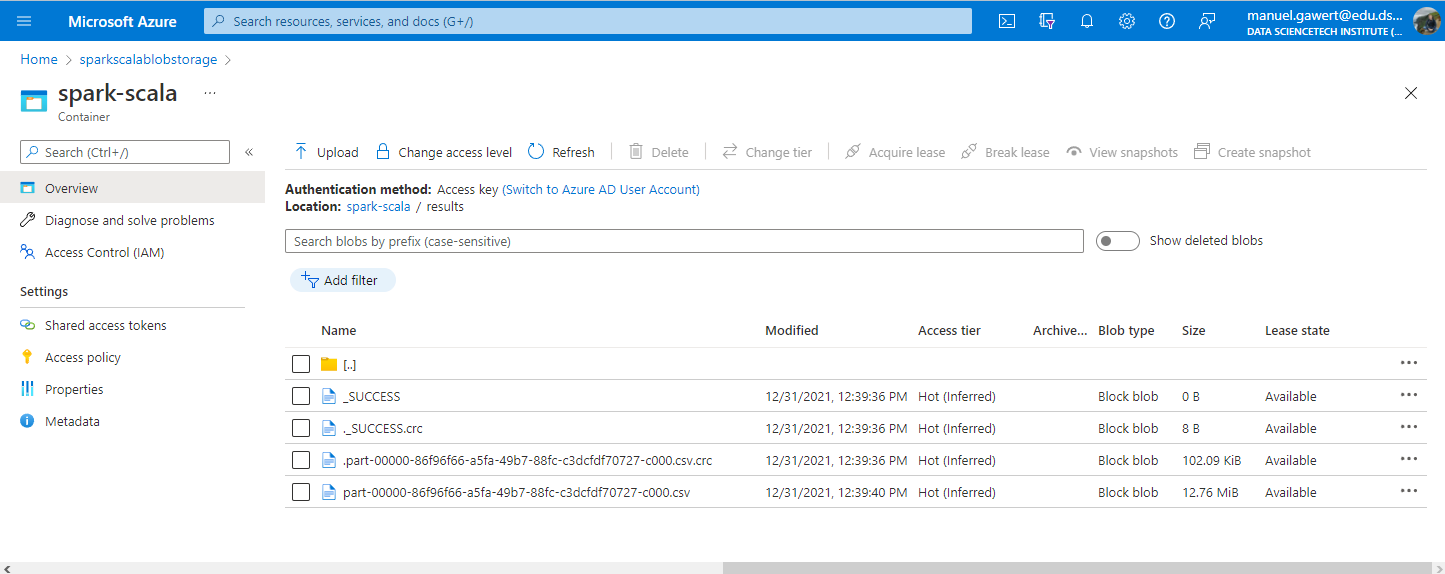 Microsoft Azure
Search resources, services, and docs (G+/)
manuel.gawert@edu.ds...
DATA SCIENCETECH INSTITUTE (...
Home > sparkscalablobstorage >
spark-scala ...
Container
Search (Ctrl+/) «
Overview
Diagnose and solve problems
Access Control (IAM)
Settings
Shared access tokens
Access policy
Properties
Metadata
Upload Change access level Refresh Delete Change tier Acquire lease Break lease View snapshots Create snapshot
Authentication method: Access key (Switch to Azure AD User Account)
Location: spark-scala / results
Search blobs by prefix (case-sensitive)
Show deleted blobs
Add filter
Name Modified Access tier Archive... Blob type Size Lease state
[..]
_SUCCESS 12/31/2021, 12:39:36 PM Hot (Inferred) Block blob 0 B Available
._SUCCESS.crc 12/31/2021, 12:39:36 PM Hot (Inferred) Block blob 8 B Available
.part-00000-86f96f66-a5fa-49b7-88fc-c3dcfdf70727-c000.csv.crc 12/31/2021, 12:39:36 PM Hot (Inferred) Block blob 102.09 KiB Available
part-00000-86f96f66-a5fa-49b7-88fc-c3dcfdf70727-c000.csv 12/31/2021, 12:39:40 PM Hot (Inferred) Block blob 12.76 MiB Available